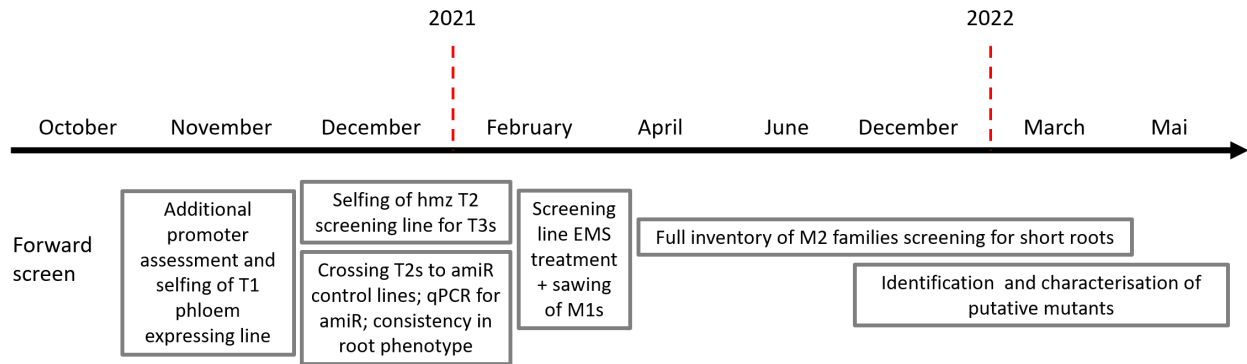 2021
2022
October
November
December
February
April
June
December
March
Mai
Forward
screen
Additional
promoter
assessment and
selfing of T1
phloem
expressing line
Selfing of hmz T2
screening line for T3s
Crossing T2s to amiR
control lines; qPCR for
amiR; consistency in
root phenotype
Screening
line EMS
treatment
+ sawing
of M1s
Full inventory of M2 families screening for short roots
Identification and characterisation of
putative mutants